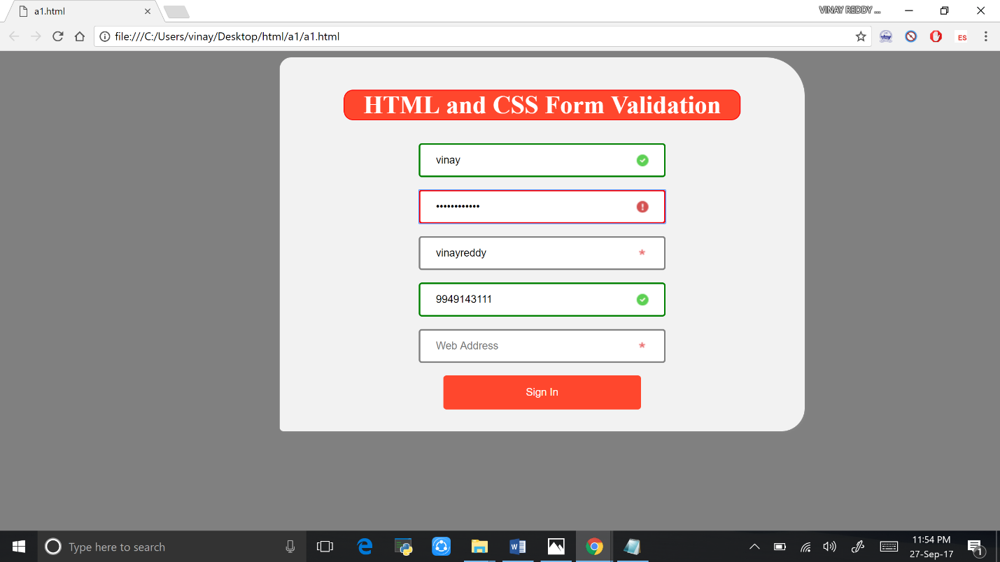 a1.html
VINAY REDDY ...
file:///C:/Users/vinay/Desktop/html/a1/a1.html
ES
HTML and CSS Form Validation
vinay
••••••••••••
vinayreddy
*
9949143111
Web Address
*
Sign In
Type here to search
11:54 PM
27-Sep-17
1